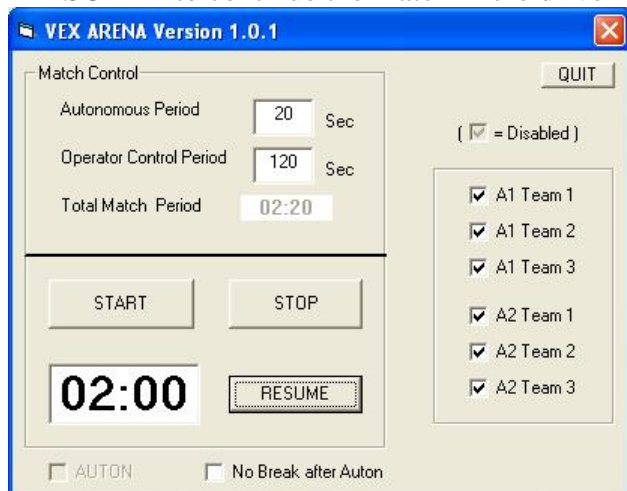 VEX ARENA Version 1.0.1
Match Control
Autonomous Period 20 Sec
Operator Control Period 120 Sec
Total Match Period 02:20
START STOP
02:00 RESUME
AUTON No Break after Auton
QUIT
( = Disabled )
A1 Team 1
A1 Team 2
A1 Team 3
A2 Team 1
A2 Team 2
A2 Team 3